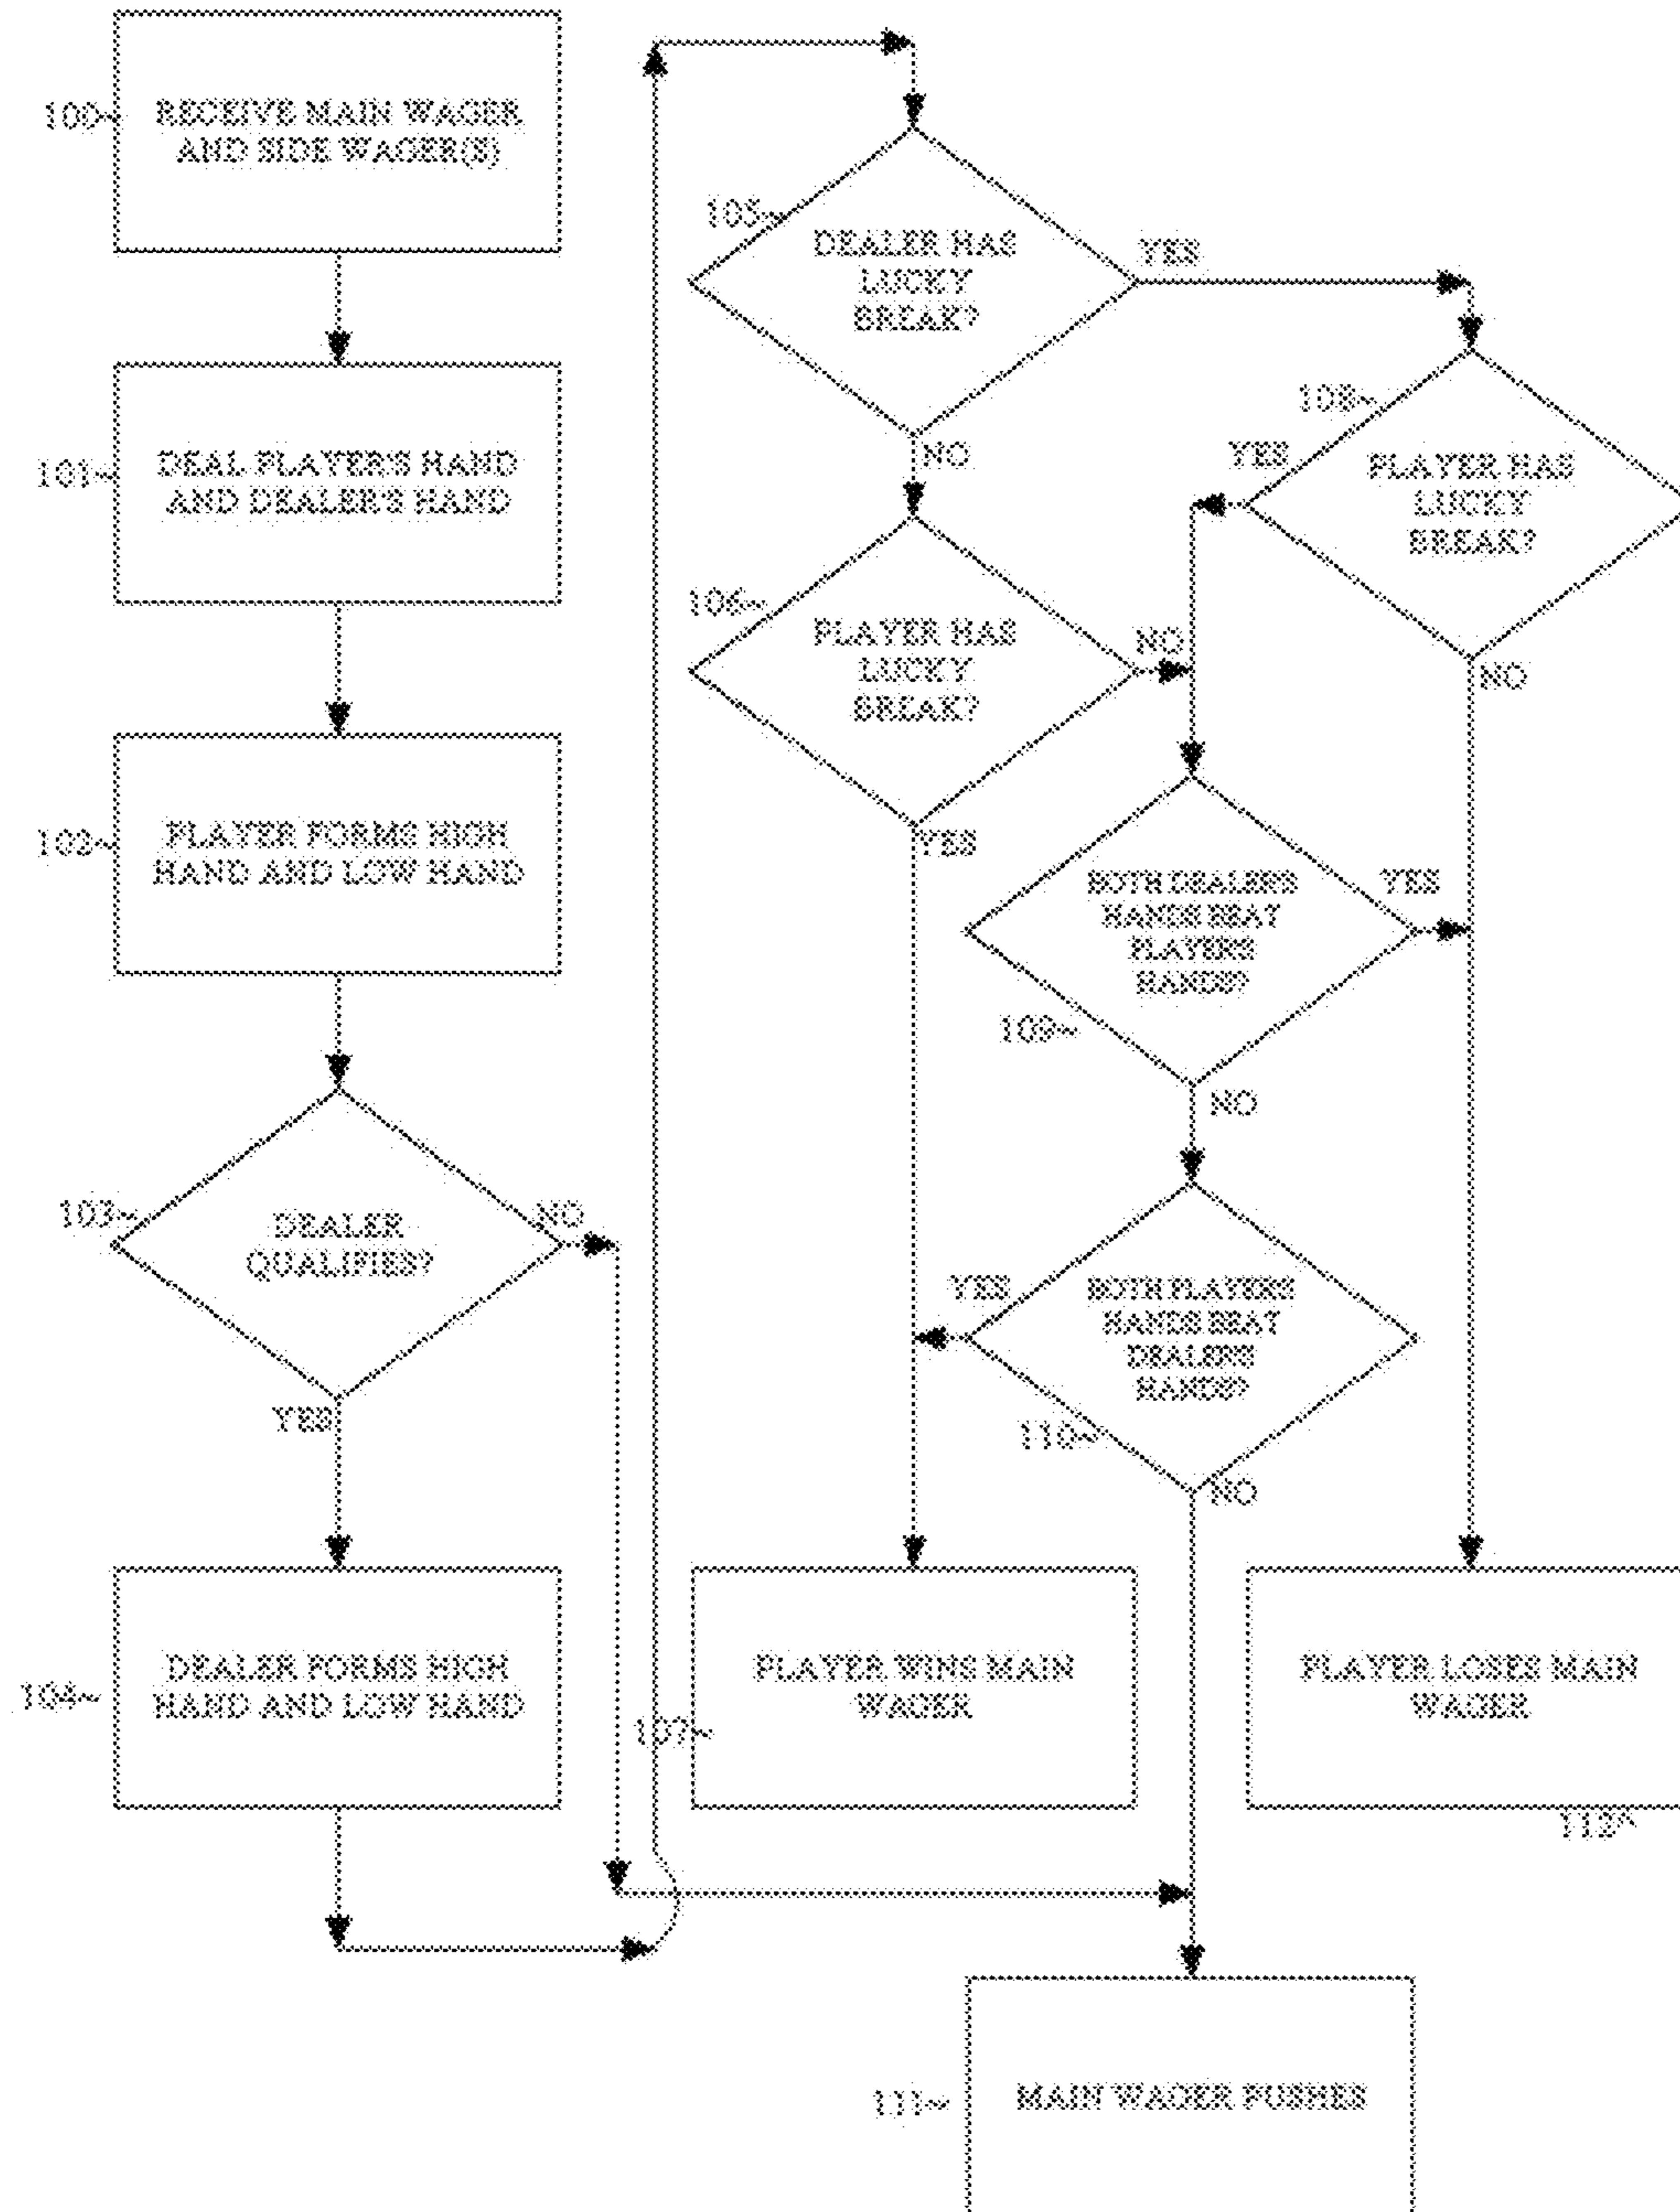 100~
RECEIVE MAIN WAGER
AND SIDE WAGER(S)
101~
DEAL PLAYER'S HAND
AND DEALER'S HAND
102~
PLAYER FORMS HIGH
HAND AND LOW HAND
103~
DEALER
QUALIFIES?
NO
YES
104~
DEALER FORMS HIGH
HAND AND LOW HAND
105~
DEALER HAS
LUCKY
BREAK?
YES
NO
106~
PLAYER HAS
LUCKY
BREAK?
NO
YES
108~
YES
PLAYER HAS
LUCKY
BREAK?
NO
BOTH DEALERS
HANDS BEAT
PLAYERS
HANDS?
YES
109~
NO
YES
BOTH PLAYERS
HANDS BEAT
DEALERS
HANDS?
110~
NO
107~
PLAYER WINS MAIN
WAGER
PLAYER LOSES MAIN
WAGER
112^
111~
MAIN WAGER PUSHES